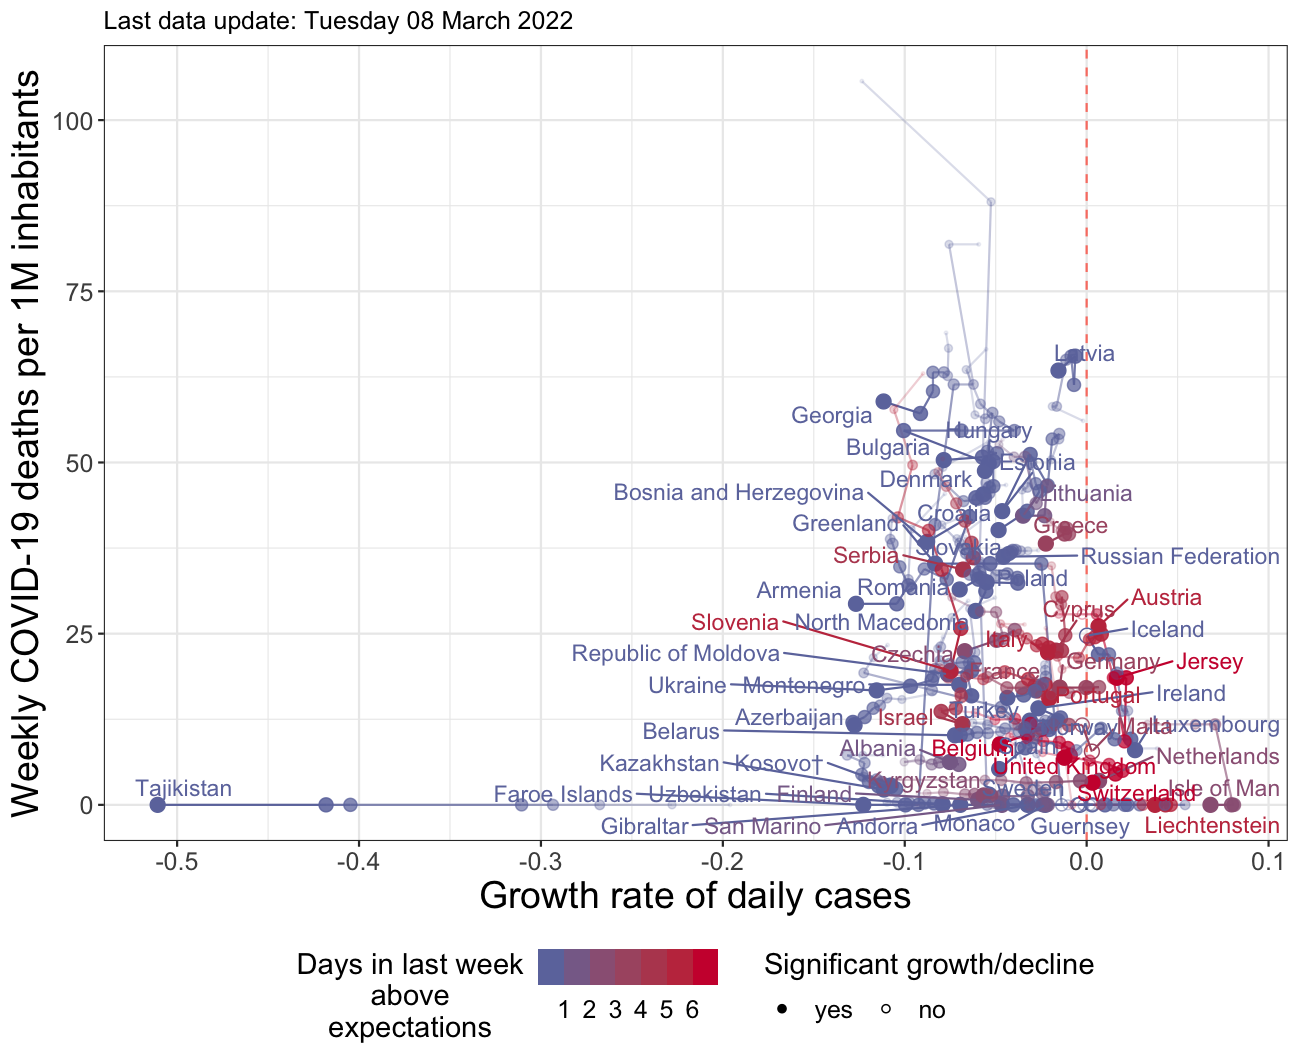 Last data update: Tuesday 08 March 2022
Weekly COVID-19 deaths per 1M inhabitants
100
75
50
25
0
Latvia
Georgia
Hungary
Bulgaria
Estonia
Denmark
Bosnia and Herzegovina
Lithuania
Croatia
Greenland
Greece
Slovakia
Serbia
Russian Federation
Romania
Poland
Armenia
Cyprus
Austria
Slovenia
North Macedonia
Iceland
Italy
Republic of Moldova
Czechia
Germany
Jersey
France
Ukraine
Montenegro
Portugal
Ireland
Azerbaijan
Israel
Turkey
Belarus
Norway
Malta
Luxembourg
Albania
Belgium
Spain
Netherlands
Kazakhstan
Kosovo†
United Kingdom
Tajikistan
Kyrgyzstan
Isle of Man
Faroe Islands
Uzbekistan
Finland
Sweden
Switzerland
Gibraltar
San Marino
Andorra
Monaco
Guernsey
Liechtenstein
-0.5
-0.4
-0.3
-0.2
-0.1
0.0
0.1
Growth rate of daily cases
Days in last week
above
expectations
1 2 3 4 5 6
Significant growth/decline
yes
no